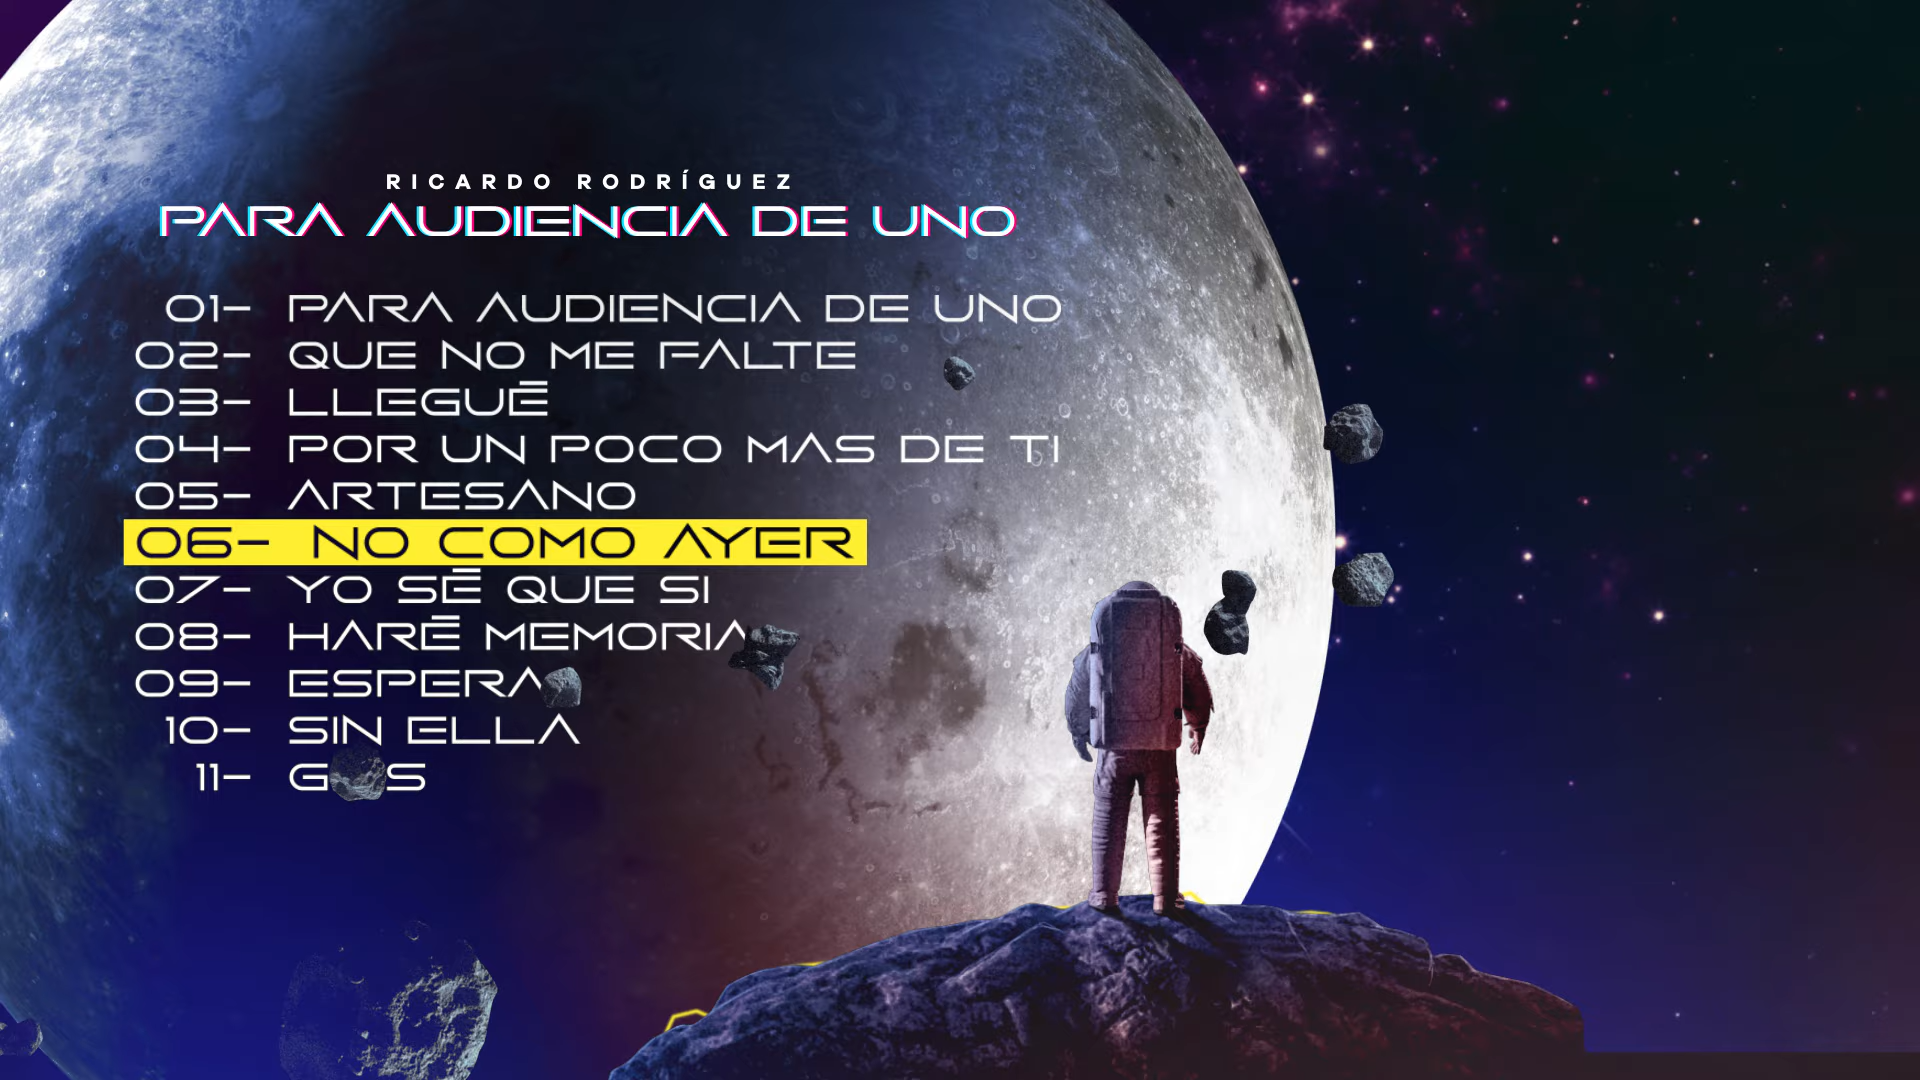 RICARDO RODRÍGUEZ
PARA AUDIENCIA DE UNO
01- PARA AUDIENCIA DE UNO
02- QUE NO ME FALTE
03- LLEGUÉ
04- POR UN POCO MAS DE TI
05- ARTESANO
06- NO COMO AYER
07- YO SÉ QUE SI
08- HARÉ MEMORIA
09- ESPERA
10- SIN ELLA
11-